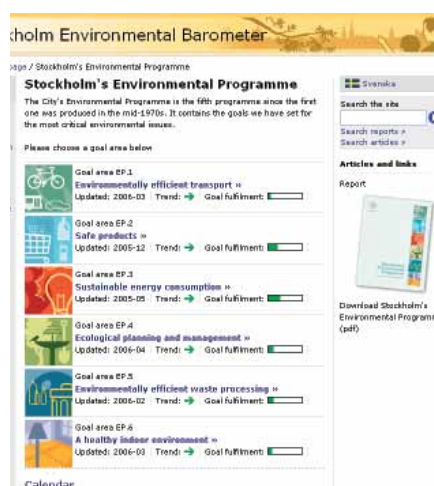 kholm Environmental Barometer
page / Stockholm's Environmental Programme
Stockholm's Environmental Programme
The City's Environmental Programme is the fifth programme since the first
one was produced in the mid-1970s. It contains the goals we have set for
the most critical environmental issues.
Please choose a goal area below
Goal area EP.1
Environmentally efficient transport »
Updated: 2006-03 Trend: Goal fulfilment:
Goal area EP.2
Safe products »
Updated: 2005-12 Trend: Goal fulfilment:
Goal area EP.3
Sustainable energy consumption »
Updated: 2005-05 Trend: Goal fulfilment:
Goal area EP.4
Ecological planning and management »
Updated: 2006-04 Trend: Goal fulfilment:
Goal area EP.5
Environmentally efficient waste processing »
Updated: 2006-02 Trend: Goal fulfilment:
Goal area EP.6
A healthy indoor environment »
Updated: 2006-03 Trend: Goal fulfilment:
Calendar
Svenska
Search the site
Search reports »
Search articles »
Articles and links
Report
Download Stockholm's
Environmental Programm
(pdf)